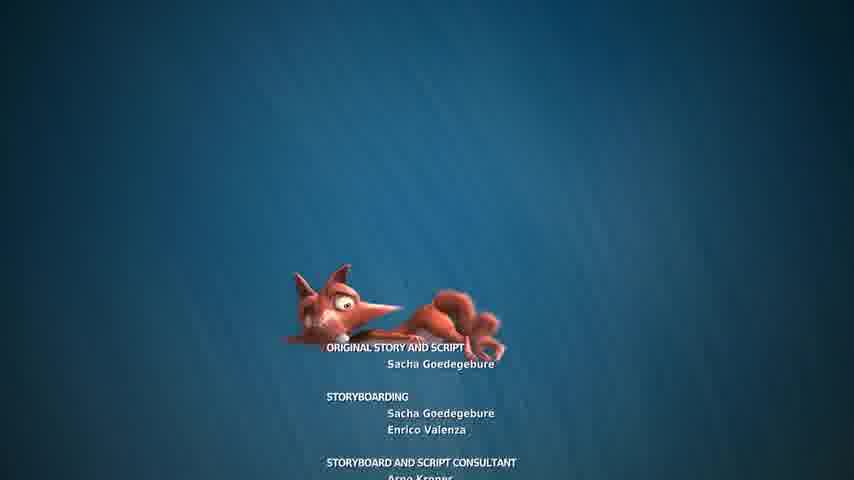 ORIGINAL STORY AND SCRIPT
Sacha Goedegebure
STORYBOARDING
Sacha Goedegebure
Enrico Valenza
STORYBOARD AND SCRIPT CONSULTANT